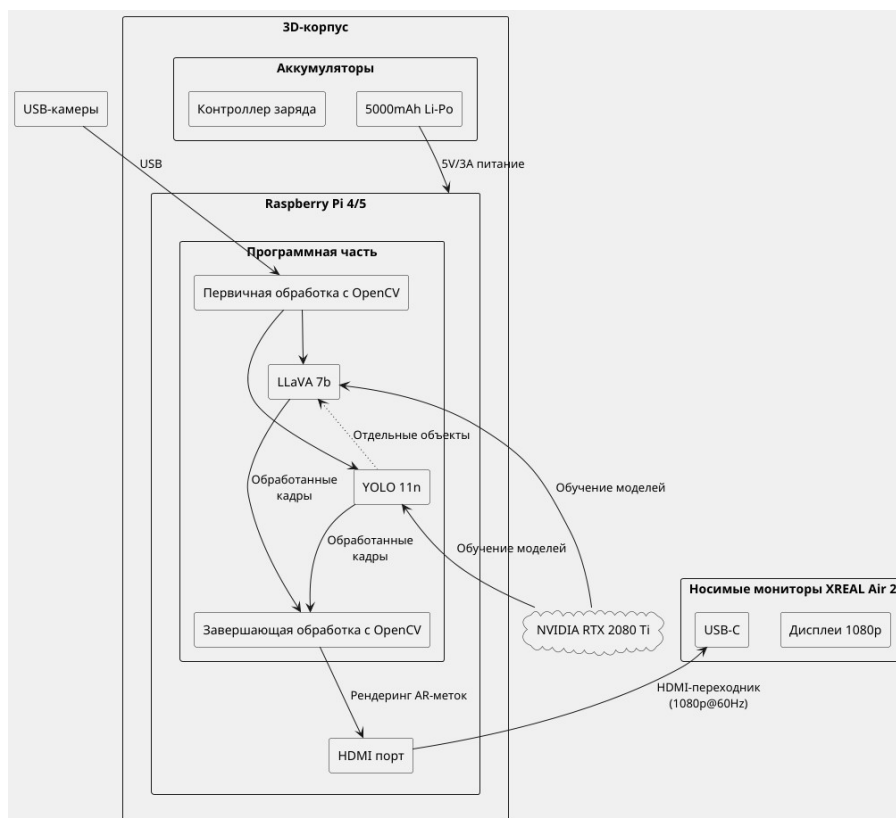 3D-корпус
Аккумуляторы
USB-камеры
Контроллер заряда
5000mAh Li-Po
USB
5V/3A питание
Raspberry Pi 4/5
Программная часть
Первичная обработка с OpenCV
LLaVA 7b
Отдельные объекты
Обработанные
кадры
YOLO 11n
Обучение моделей
Обработанные
кадры
Обучение моделей
Носимые мониторы XREAL Air 2
Завершающая обработка с OpenCV
NVIDIA RTX 2080 Ti
USB-C
Дисплеи 1080p
Рендеринг AR-меток
HDMI-переходник
(1080p@60Hz)
HDMI порт